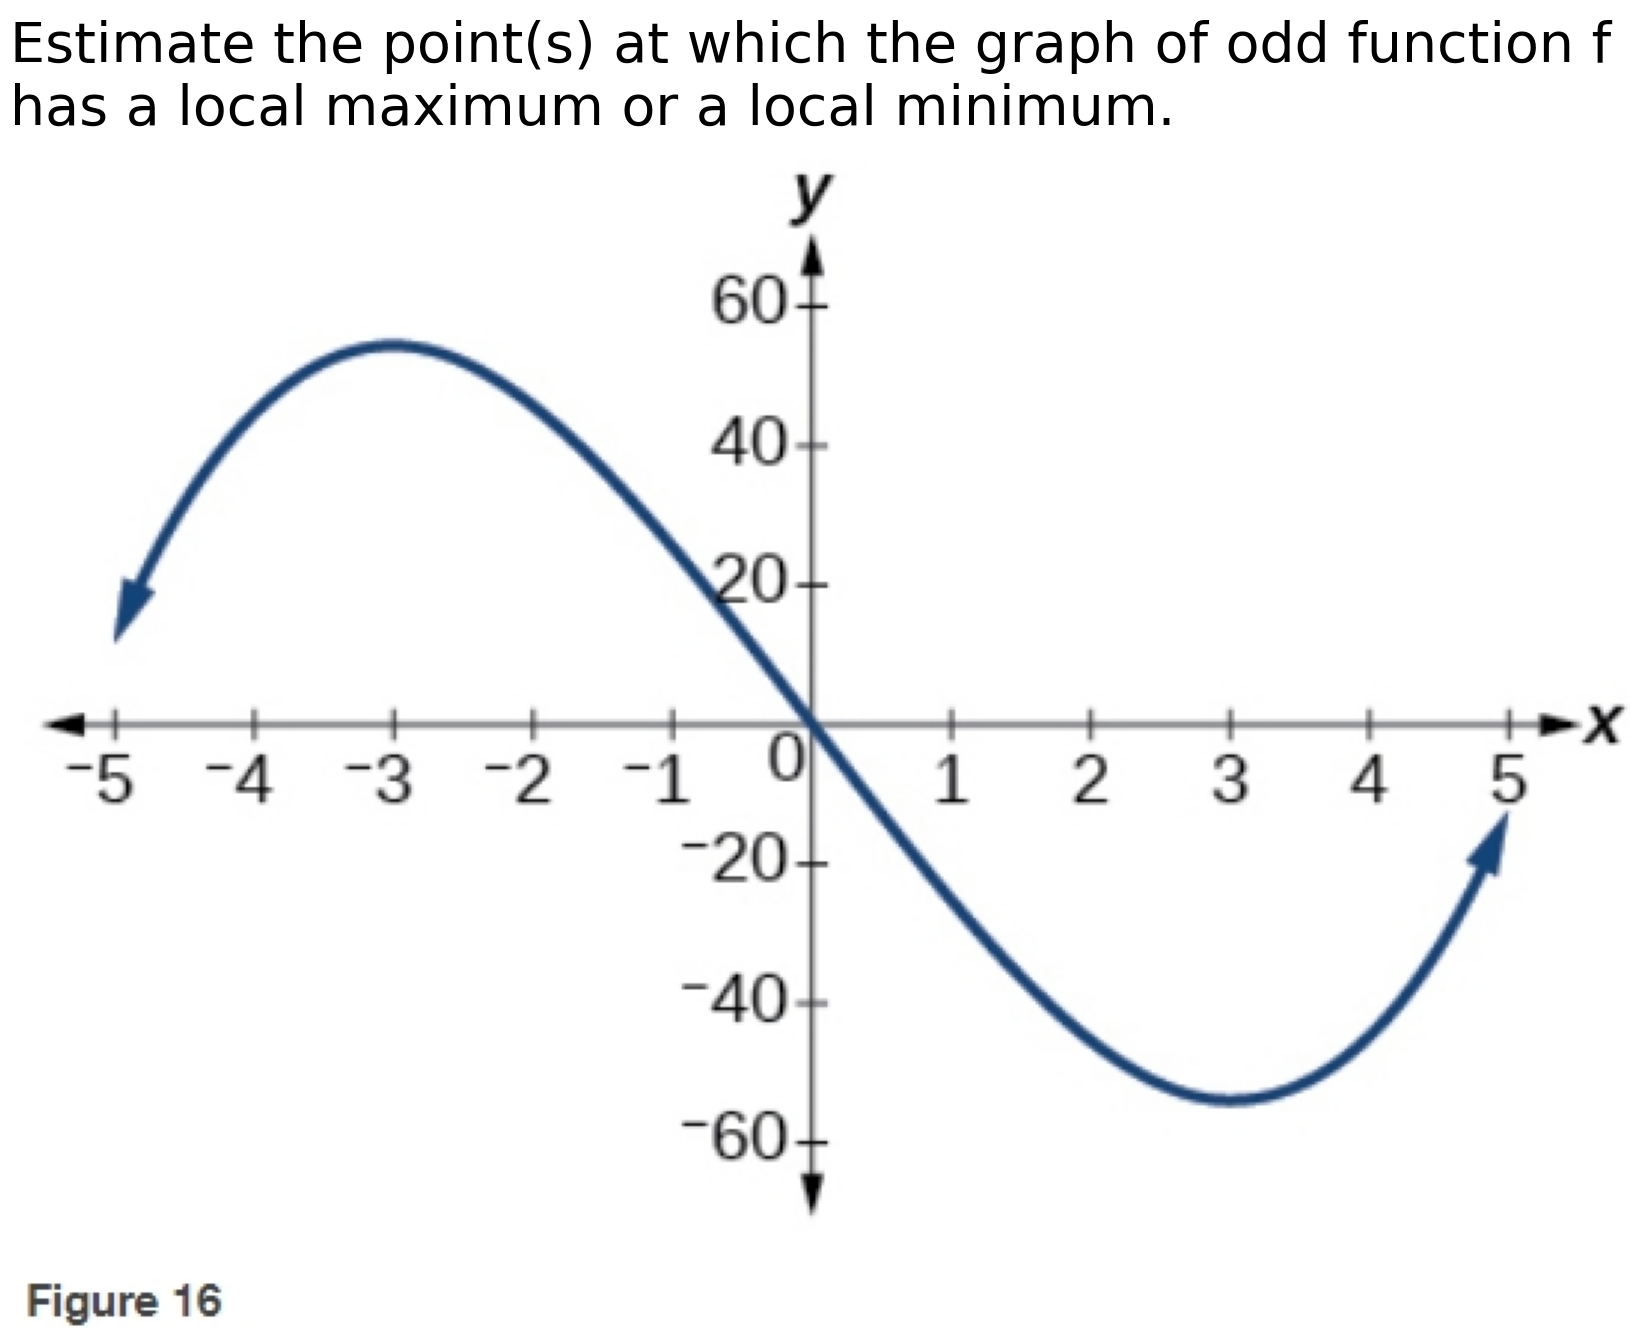 Estimate the point(s) at which the graph of odd function f
has a local maximum or a local minimum.
y
60
40
20
x
−5 −4 −3 −2 −1 0 1 2 3 4 5
−20
−40
−60
Figure 16